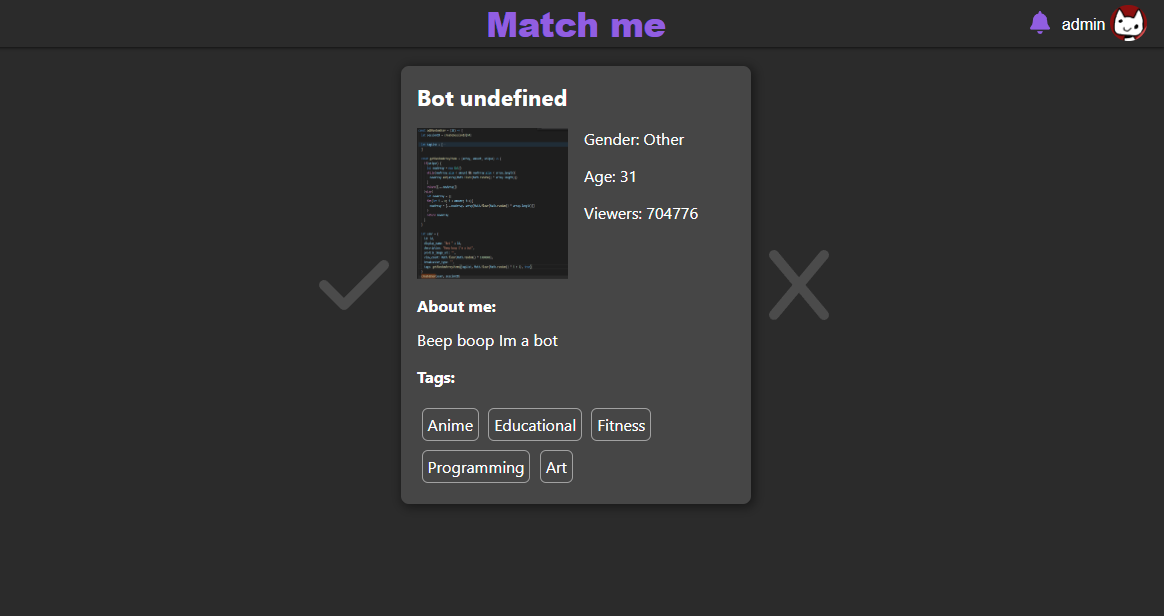 Match me
admin
Bot undefined
Gender: Other
Age: 31
Viewers: 704776
About me:
Beep boop Im a bot
Tags:
Anime Educational Fitness
Programming Art